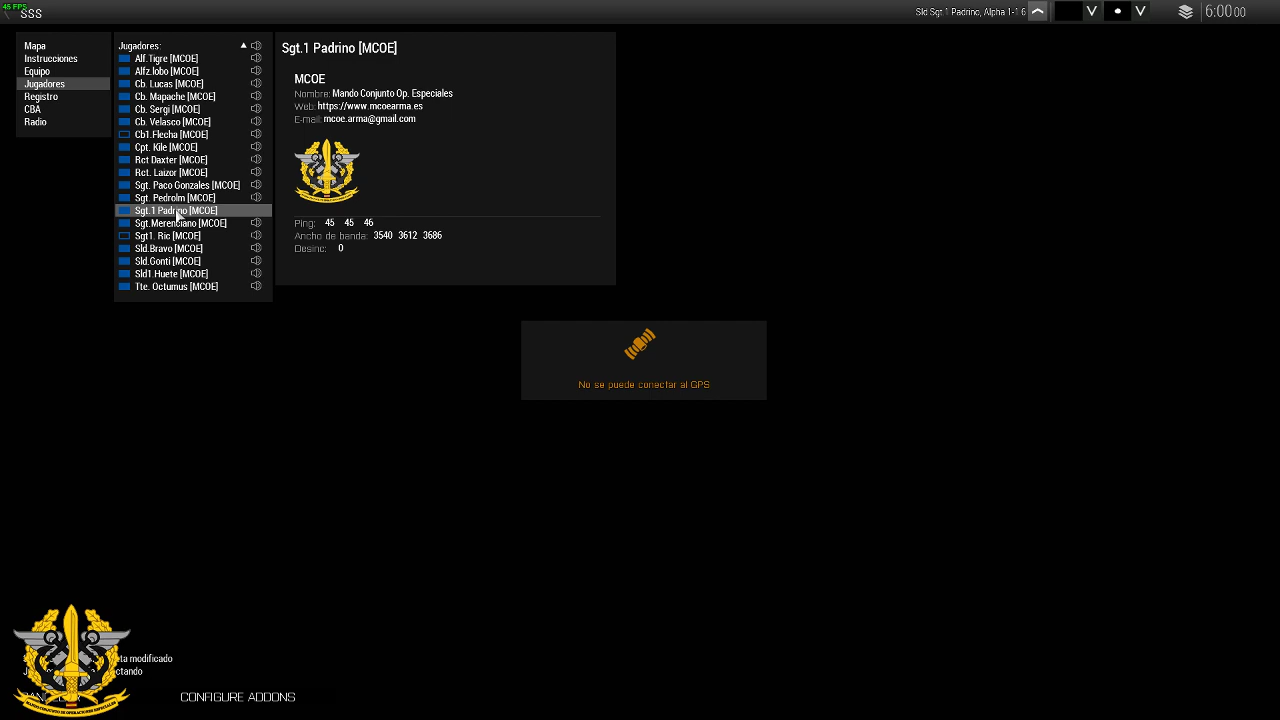 45 FPS
SSS
Sld Sgt.1 Padrino, Alpha 1-1:6
6:00:00
Mapa
Instrucciones
Equipo
Jugadores
Registro
CBA
Radio
Jugadores:
Alf.Tigre [MCOE]
Alfz.lobo [MCOE]
Cb. Lucas [MCOE]
Cb. Mapache [MCOE]
Cb. Sergi [MCOE]
Cb. Velasco [MCOE]
Cb1.Flecha [MCOE]
Cpt. Kile [MCOE]
Rct Daxter [MCOE]
Rct. Laizor [MCOE]
Sgt. Paco Gonzales [MCOE]
Sgt. Pedrolm [MCOE]
Sgt.1 Padrino [MCOE]
Sgt.Merenciano [MCOE]
Sgt1. Ric [MCOE]
Sld.Bravo [MCOE]
Sld.Gonti [MCOE]
Sld1.Huete [MCOE]
Tte. Octumus [MCOE]
Sgt.1 Padrino [MCOE]
MCOE
Nombre: Mando Conjunto Op. Especiales
Web: https://www.mcoearma.es
E-mail: mcoe.arma@gmail.com
Ping: 45 45 46
Ancho de banda: 3540 3612 3686
Desinc: 0
No se puede conectar al GPS
modificado
CONFIGURE ADDONS
MANDO CONJUNTO DE OPERACIONES ESPECIALES